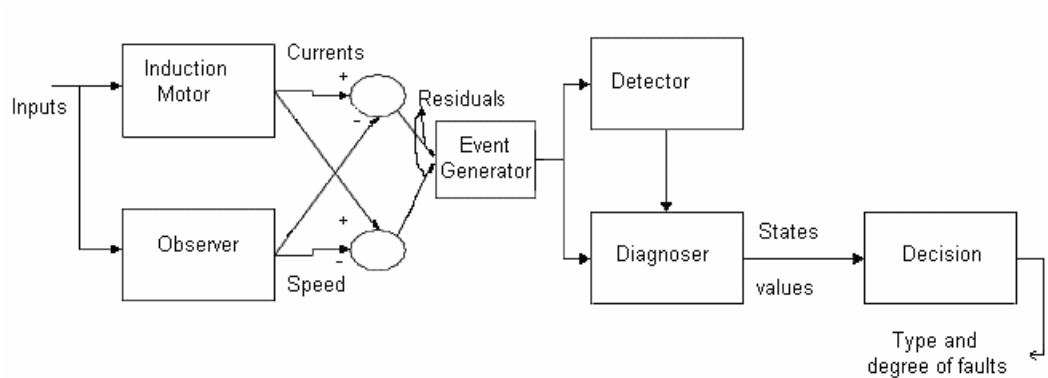 Inputs
Induction
Motor
Currents
+
-
Residuals
Event
Generator
Detector
Observer
+
-
Speed
Diagnoser
States
values
Decision
Type and
degree of faults